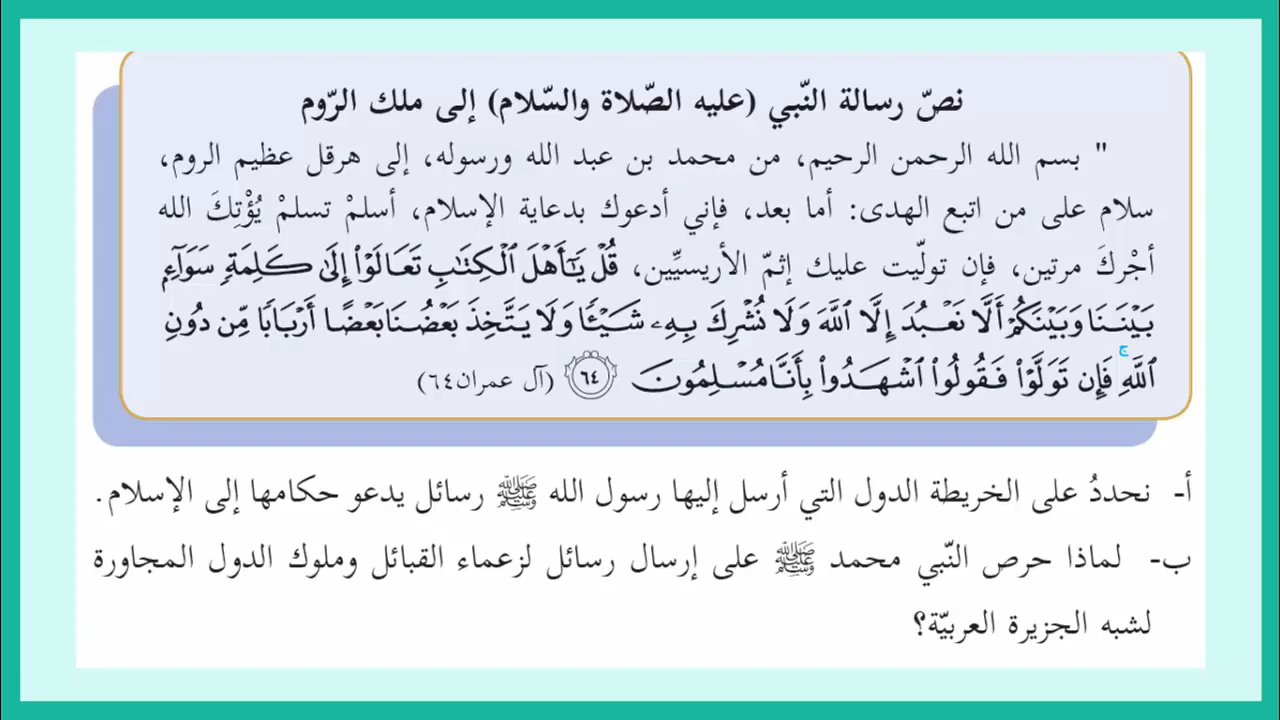 نصّ رسالة النّبي (عليه الصّلاة والسّلام) إلى ملك الرّوم
" بسم الله الرحمن الرحيم، من محمد بن عبد الله ورسوله، إلى هرقل عظيم الروم،
سلام على من اتبع الهدى: أما بعد، فإني أدعوك بدعاية الإسلام، أسلمْ تسلمْ يُؤْتِكَ الله
أجْركَ مرتين، فإن تولّيت عليك إثمّ الأريسيِّين، قُلۡ يَٰٓأَهۡلَ ٱلۡكِتَٰبِ تَعَالَوۡاْ إِلَىٰ كَلِمَةٖ سَوَآءِۭ
بَيۡنَنَا وَبَيۡنَكُمۡ أَلَّا نَعۡبُدَ إِلَّا ٱللَّهَ وَلَا نُشۡرِكَ بِهِۦ شَيۡـٔٗا وَلَا يَتَّخِذَ بَعۡضُنَا بَعۡضًا أَرۡبَابٗا مِّن دُونِ
ٱللَّهِۚ فَإِن تَوَلَّوۡاْ فَقُولُواْ ٱشۡهَدُواْ بِأَنَّا مُسۡلِمُونَ ٦٤ (آل عمران٦٤)
أ- نحددُ على الخريطة الدول التي أرسل إليها رسول الله ﷺ رسائل يدعو حكامها إلى الإسلام.
ب- لماذا حرص النّبي محمد ﷺ على إرسال رسائل لزعماء القبائل وملوك الدول المجاورة
لشبه الجزيرة العربيّة؟